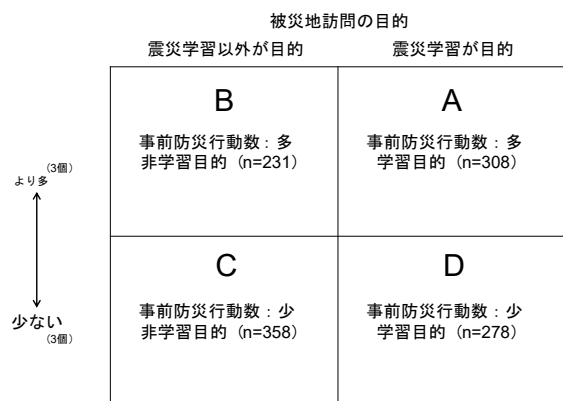 被災地訪問の目的
震災学習以外が目的
震災学習が目的
B
事前防災行動数：多
非学習目的（n=231）
A
事前防災行動数：多
学習目的（n=308）
(3個)
より多
少ない
(3個)
C
事前防災行動数：少
非学習目的（n=358）
D
事前防災行動数：少
学習目的（n=278）